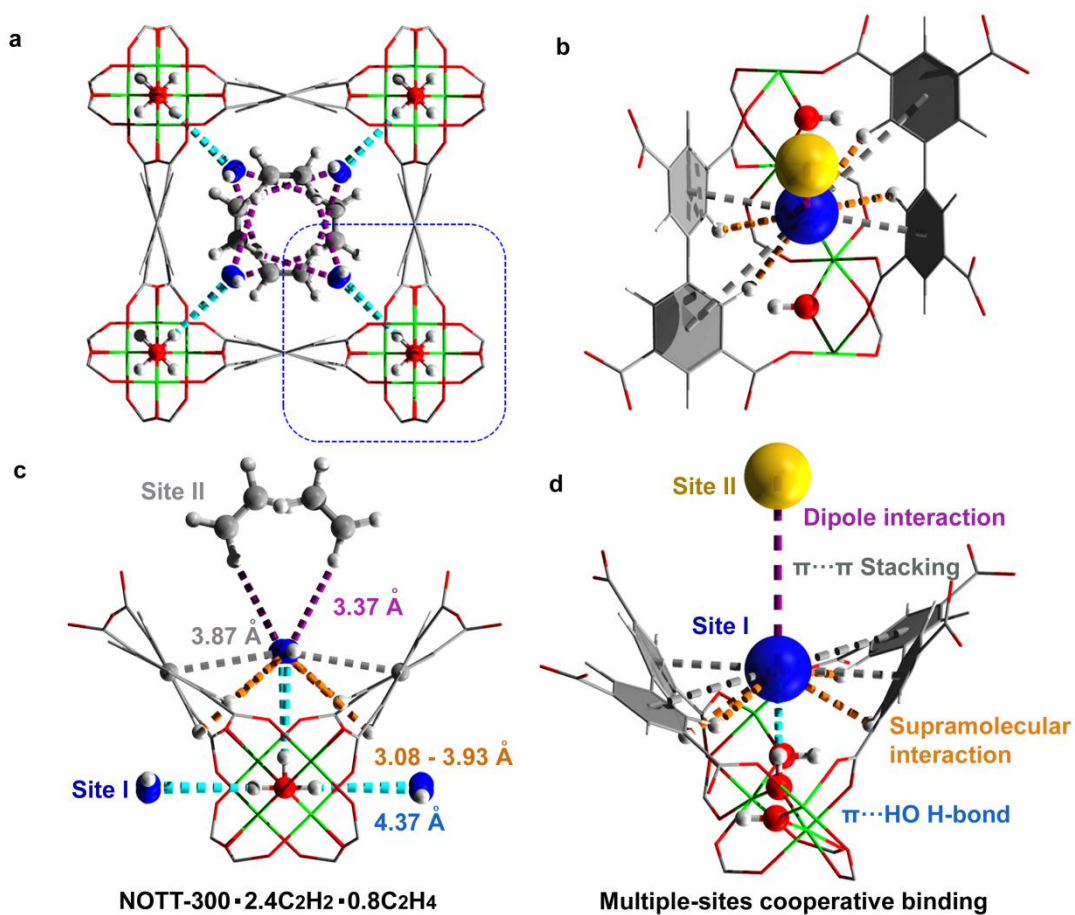 a
b
c
Site II
3.37 Å
3.87 Å
3.08 - 3.93 Å
Site I
4.37 Å
NOTT-300·2.4C2H2·0.8C2H4
d
Site II
Dipole interaction
π···π Stacking
Site I
Supramolecular
interaction
π···HO H-bond
Multiple-sites cooperative binding